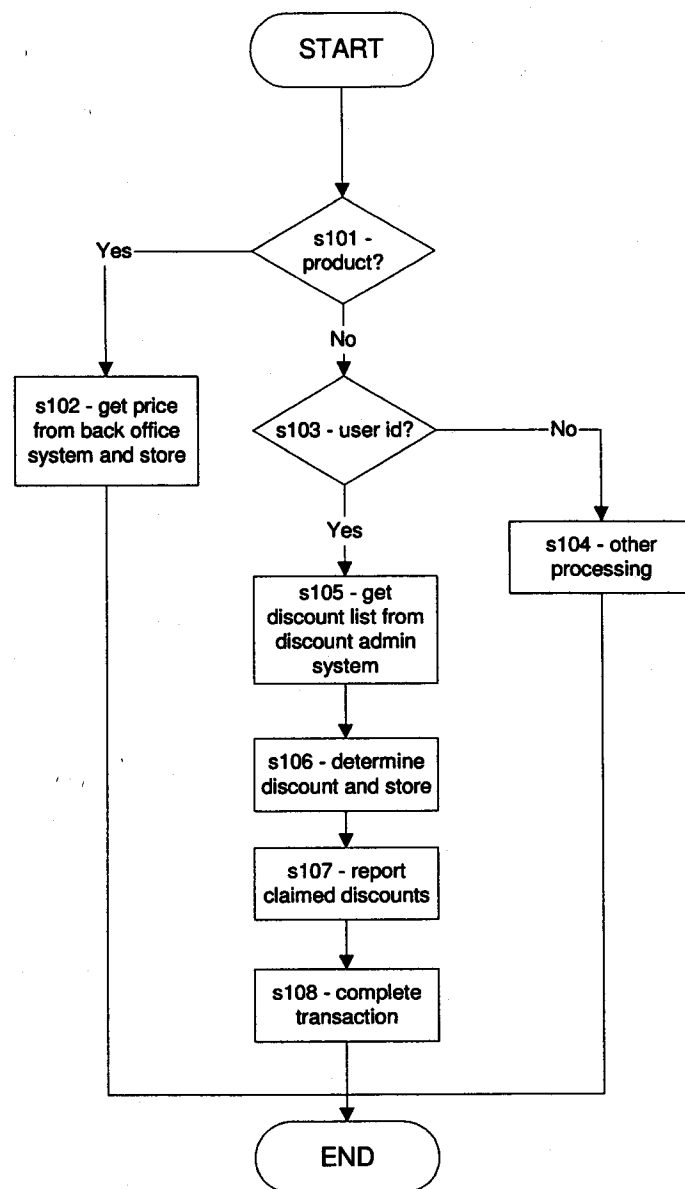 START
s101 -
product?
Yes
No
s102 - get price
from back office
system and store
s103 - user id?
No
Yes
s104 - other
processing
s105 - get
discount list from
discount admin
system
s106 - determine
discount and store
s107 - report
claimed discounts
s108 - complete
transaction
END